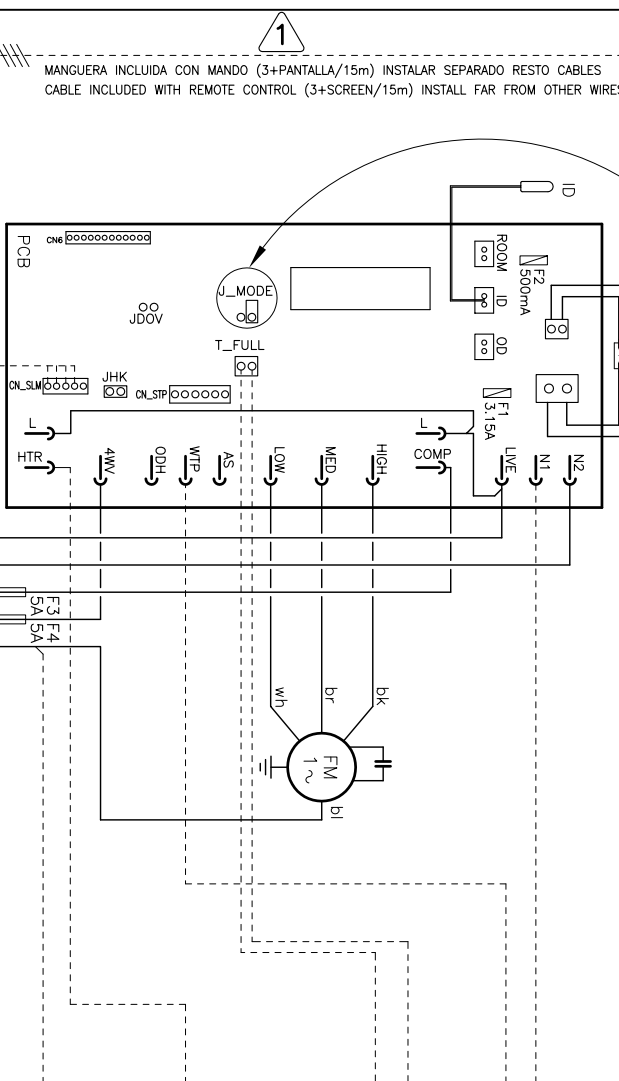 1
MANGUERA INCLUIDA CON MANDO (3+PANTALLA/15m) INSTALAR SEPARADO RESTO CABLES
CABLE INCLUDED WITH REMOTE CONTROL (3+SCREEN/15m) INSTALL FAR FROM OTHER WIRES
ID
PCB
CN6
ROOM
F2
500mA
J_MODE
ID
JDOV
T_FULL
OD
CN_SLM
JHK
CN_STP
F1
3.15A
L
L
HTR
4WV
ODH
WTP
AS
LOW
MED
HIGH
COMP
LIVE
N1
N2
F3
5A
F4
5A
wh
br
bk
FM
1 ~
bl